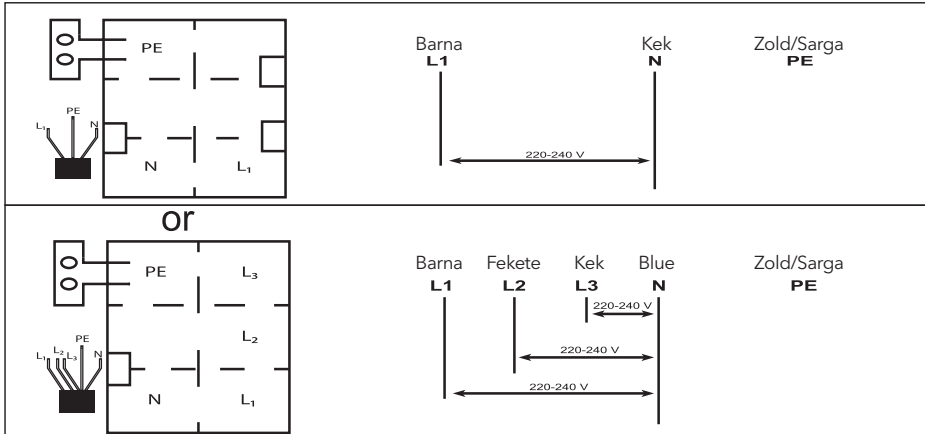 PE
L₁ PE N
N L₁
Barna Kek Zold/Sarga
L1 N PE
220-240 V
or
PE L₃
L₂
L₁ L₂ L₃ PE N
N L₁
Barna Fekete Kek Blue Zold/Sarga
L1 L2 L3 N PE
220-240 V
220-240 V
220-240 V